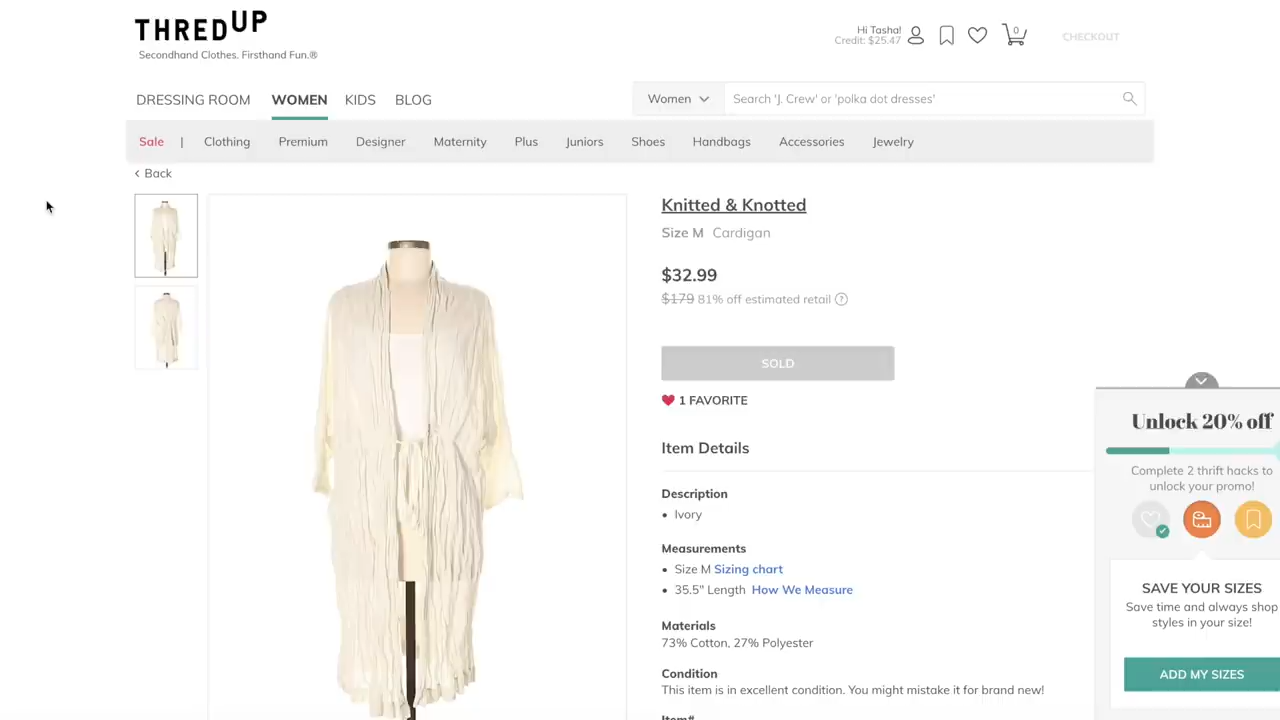 THREDUP
Secondhand Clothes. Firsthand Fun.®
Hi Tasha!
Credit: $25.47
0
CHECKOUT
DRESSING ROOM WOMEN KIDS BLOG
Women Search 'J. Crew' or 'polka dot dresses'
Sale | Clothing Premium Designer Maternity Plus Juniors Shoes Handbags Accessories Jewelry
< Back
Knitted & Knotted
Size M Cardigan
$32.99
$179 81% off estimated retail ?
SOLD
1 FAVORITE
Item Details
Description
• Ivory
Measurements
• Size M Sizing chart
• 35.5" Length How We Measure
Materials
73% Cotton, 27% Polyester
Condition
This item is in excellent condition. You might mistake it for brand new!
Item#
Unlock 20% off
Complete 2 thrift hacks to
unlock your promo!
SAVE YOUR SIZES
Save time and always shop
styles in your size!
ADD MY SIZES